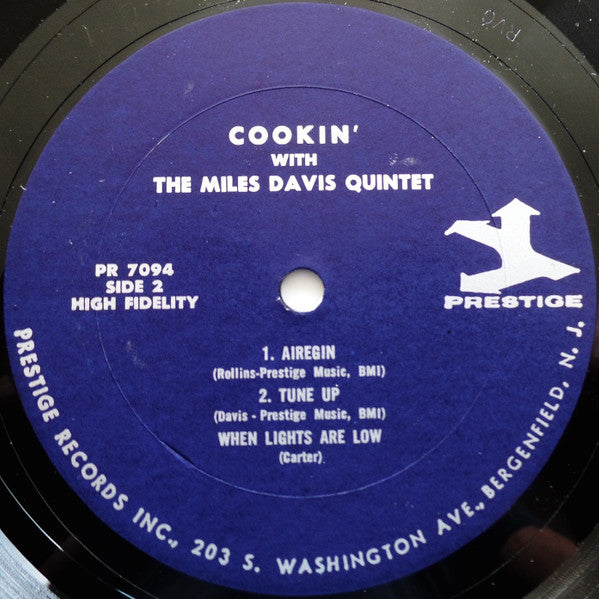 RVG
COOKIN'
WITH
THE MILES DAVIS QUINTET
PR 7094
SIDE 2
HIGH FIDELITY
PRESTIGE
1. AIREGIN
(Rollins-Prestige Music, BMI)
2. TUNE UP
(Davis - Prestige Music, BMI)
WHEN LIGHTS ARE LOW
(Carter)
PRESTIGE RECORDS INC., 203 S. WASHINGTON AVE., BERGENFIELD, N. J.